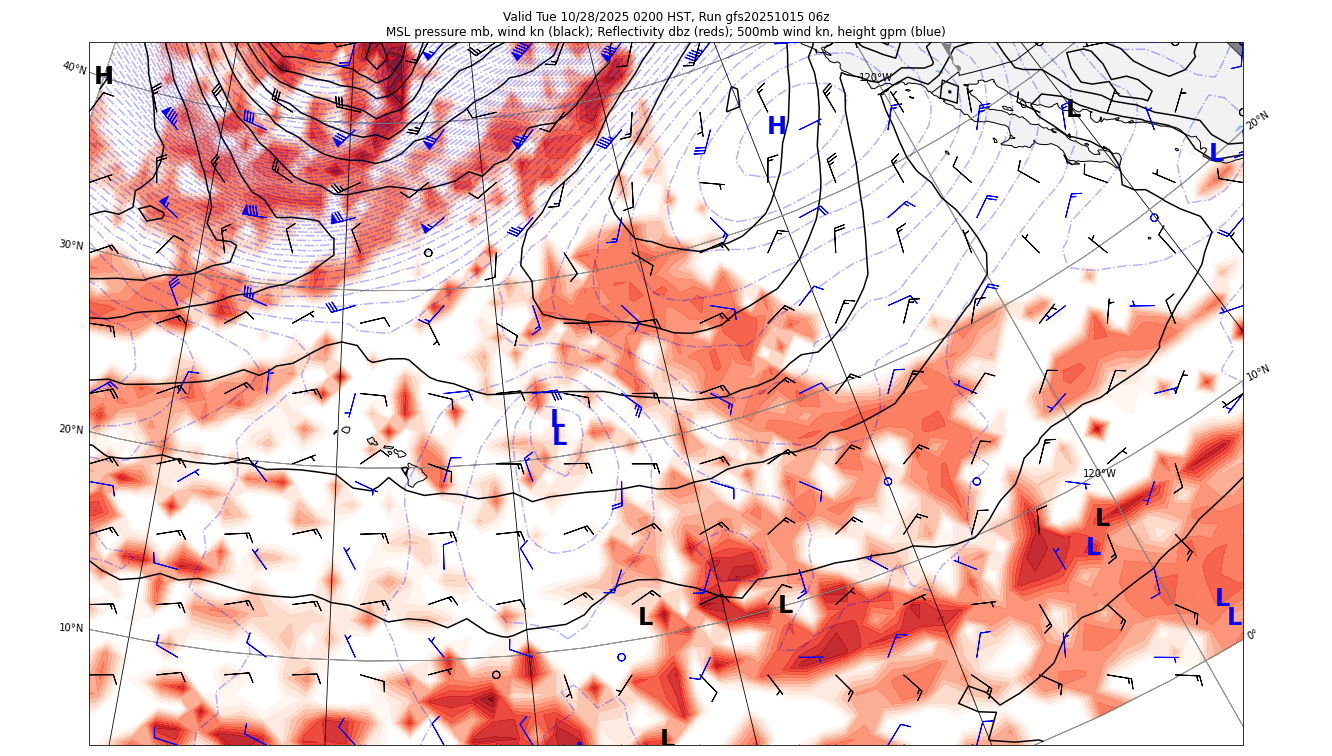 Valid Tue 10/28/2025 0200 HST, Run gfs20251015 06z
MSL pressure mb, wind kn (black); Reflectivity dbz (reds); 500mb wind kn, height gpm (blue)
40°N
H
120°W
L
20°N
H
L
30°N
10°N
L
20°N
L
120°W
L
L
10°N
L
L
L
L
0°
L